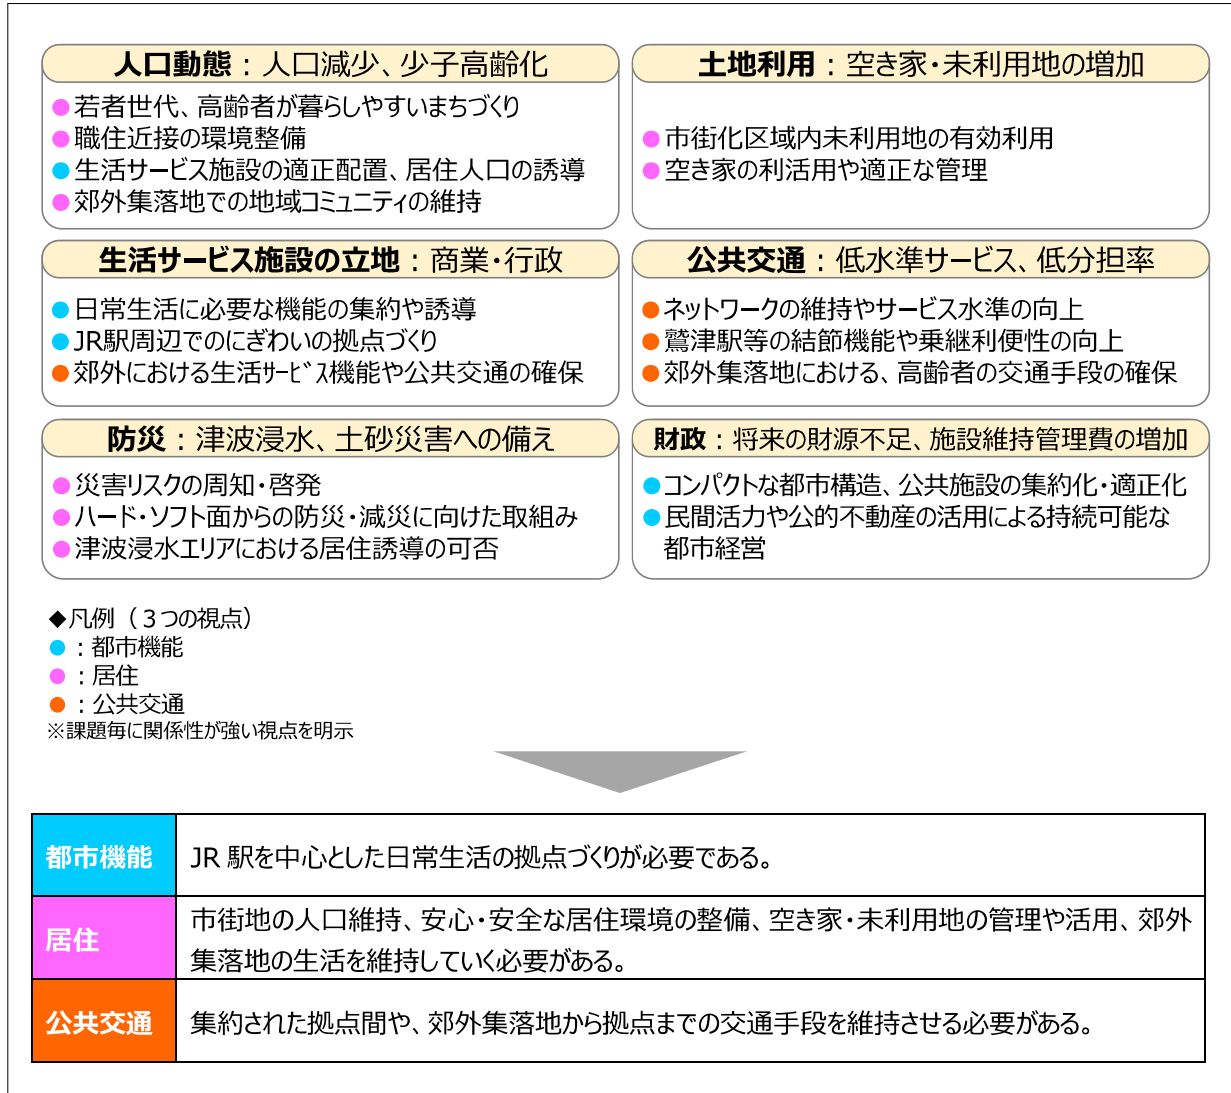 人口動態：人口減少、少子高齢化
●若者世代、高齢者が暮らしやすいまちづくり
●職住近接の環境整備
●生活サービス施設の適正配置、居住人口の誘導
●郊外集落地での地域コミュニティの維持
土地利用：空き家・未利用地の増加
●市街化区域内未利用地の有効利用
●空き家の利活用や適正な管理
生活サービス施設の立地：商業・行政
●日常生活に必要な機能の集約や誘導
●JR駅周辺でのにぎわいの拠点づくり
●郊外における生活ｻｰﾋﾞｽ機能や公共交通の確保
公共交通：低水準サービス、低分担率
●ネットワークの維持やサービス水準の向上
●鷲津駅等の結節機能や乗継利便性の向上
●郊外集落地における、高齢者の交通手段の確保
防災：津波浸水、土砂災害への備え
●災害リスクの周知・啓発
●ハード・ソフト面からの防災・減災に向けた取組み
●津波浸水エリアにおける居住誘導の可否
財政：将来の財源不足、施設維持管理費の増加
●コンパクトな都市構造、公共施設の集約化・適正化
●民間活力や公的不動産の活用による持続可能な
都市経営
◆凡例（３つの視点）
●：都市機能
●：居住
●：公共交通
※課題毎に関係性が強い視点を明示
都市機能
JR 駅を中心とした日常生活の拠点づくりが必要である。
居住
市街地の人口維持、安心・安全な居住環境の整備、空き家・未利用地の管理や活用、郊外
集落地の生活を維持していく必要がある。
公共交通
集約された拠点間や、郊外集落地から拠点までの交通手段を維持させる必要がある。